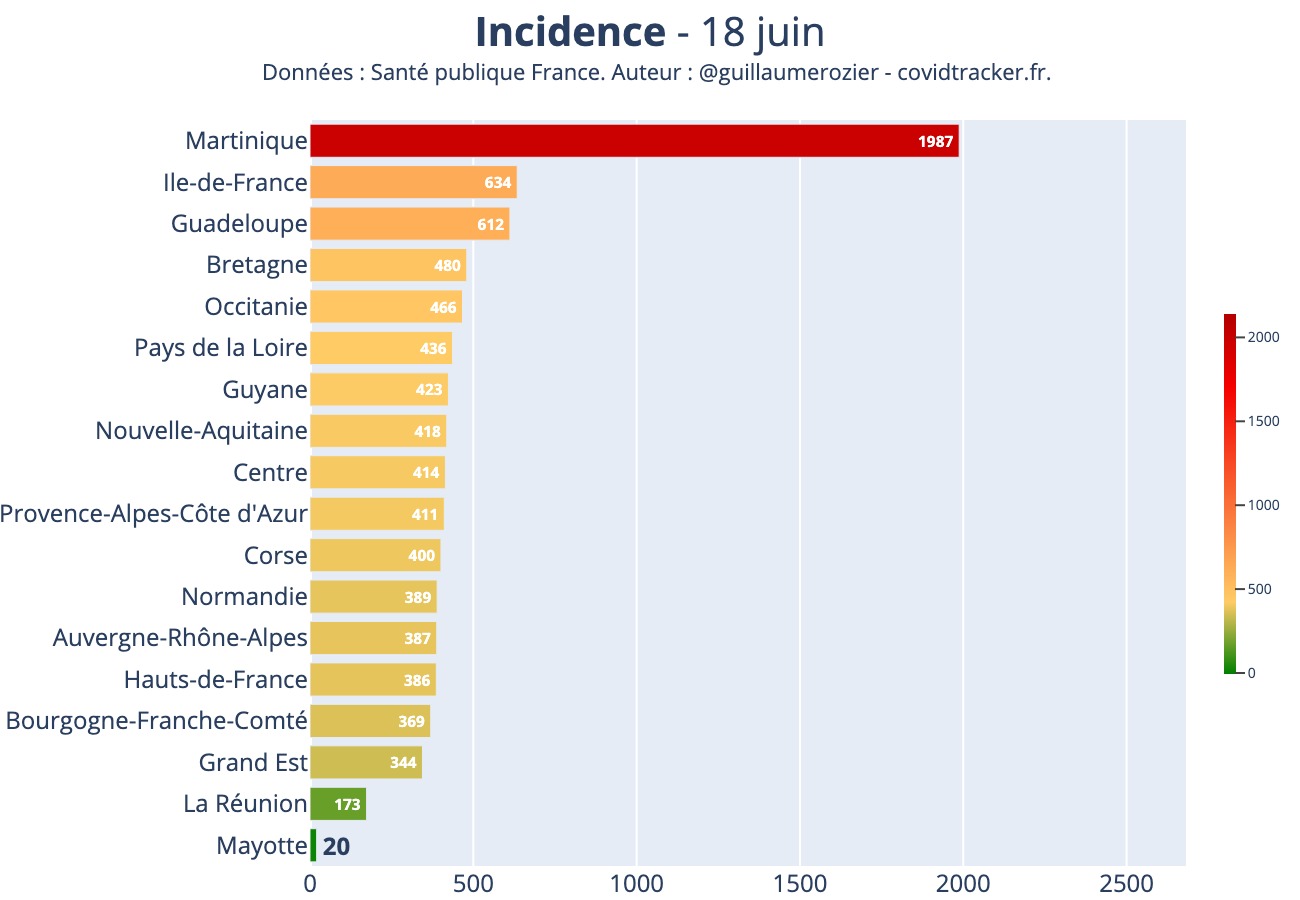 Incidence - 18 juin
Données : Santé publique France. Auteur : @guillaumerozier - covidtracker.fr.
Martinique 1987
Ile-de-France 634
Guadeloupe 612
Bretagne 480
Occitanie 466
Pays de la Loire 436
Guyane 423
Nouvelle-Aquitaine 418
Centre 414
Provence-Alpes-Côte d'Azur 411
Corse 400
Normandie 389
Auvergne-Rhône-Alpes 387
Hauts-de-France 386
Bourgogne-Franche-Comté 369
Grand Est 344
La Réunion 173
Mayotte 20
0 500 1000 1500 2000 2500
2000
1500
1000
500
0